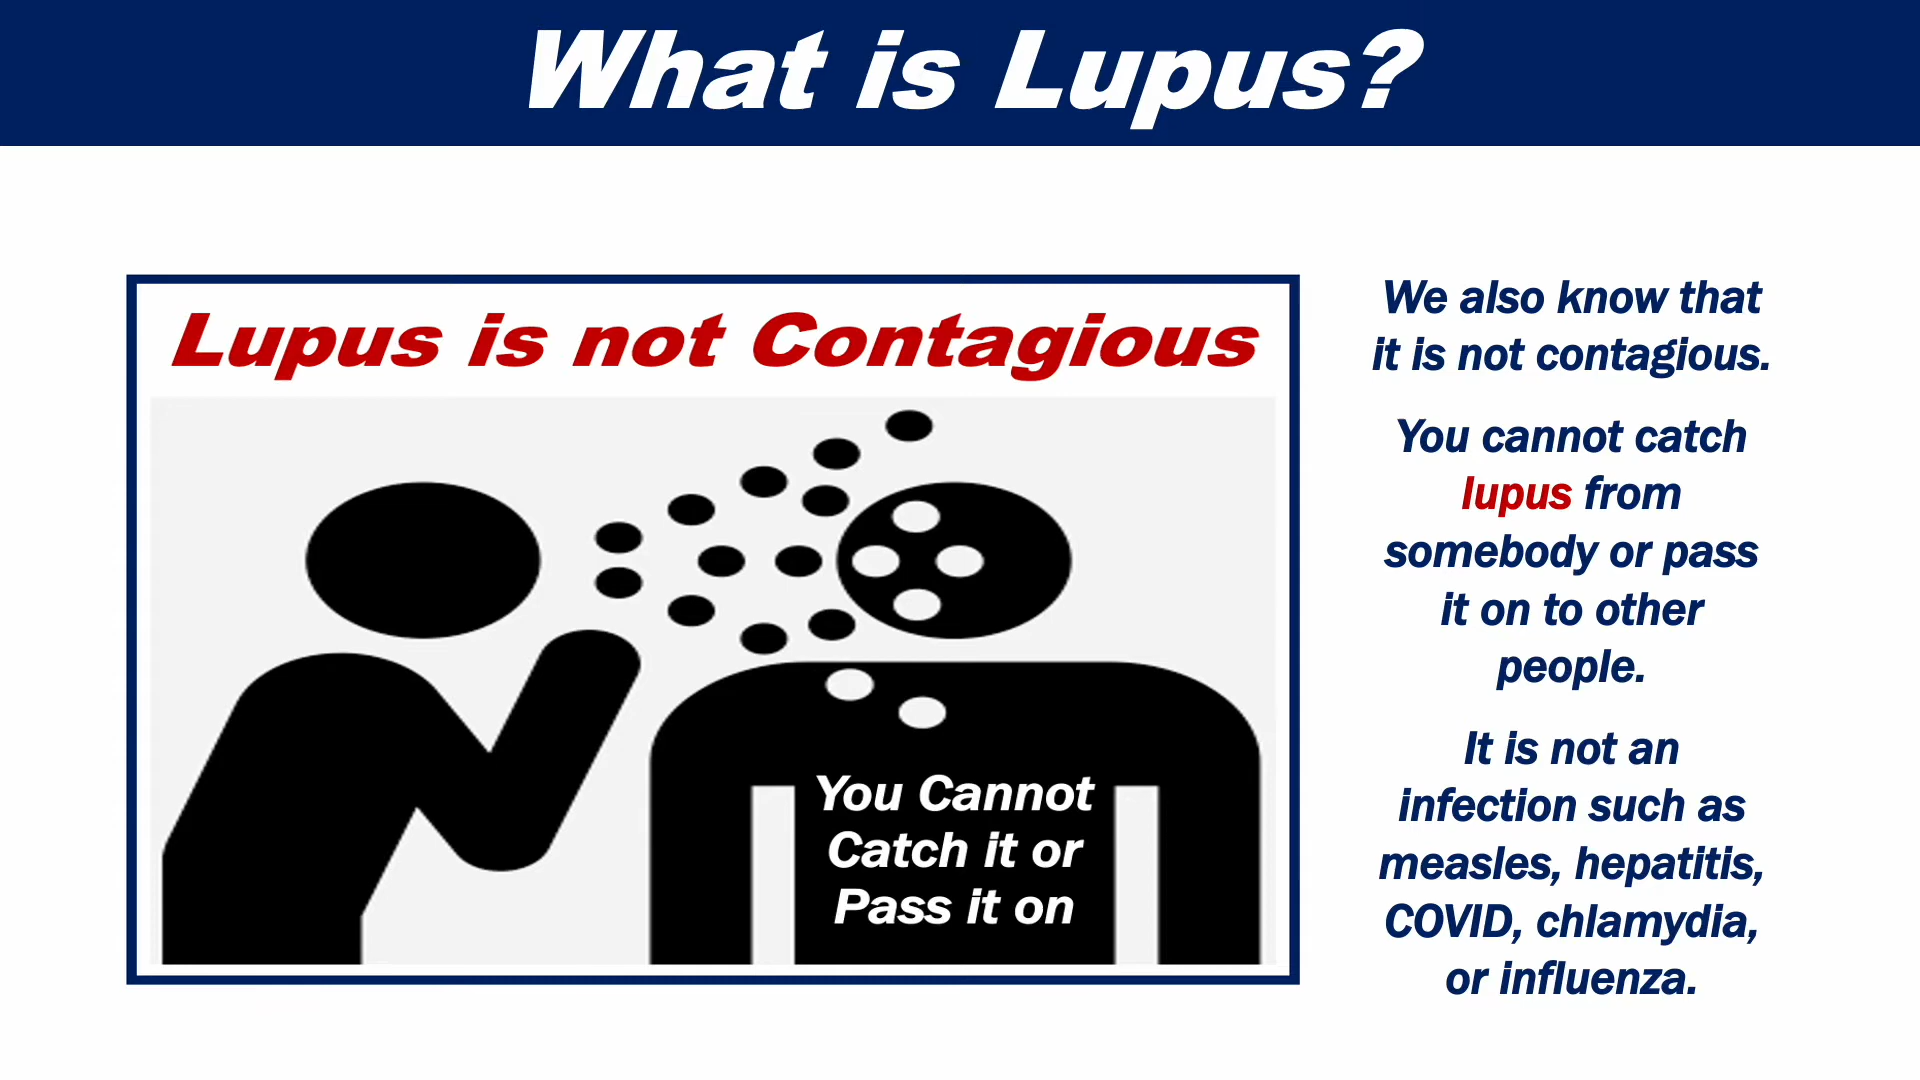 What is Lupus?
Lupus is not Contagious
You Cannot
Catch it or
Pass it on
We also know that
it is not contagious.
You cannot catch
lupus from
somebody or pass
it on to other
people.
It is not an
infection such as
measles, hepatitis,
COVID, chlamydia,
or influenza.